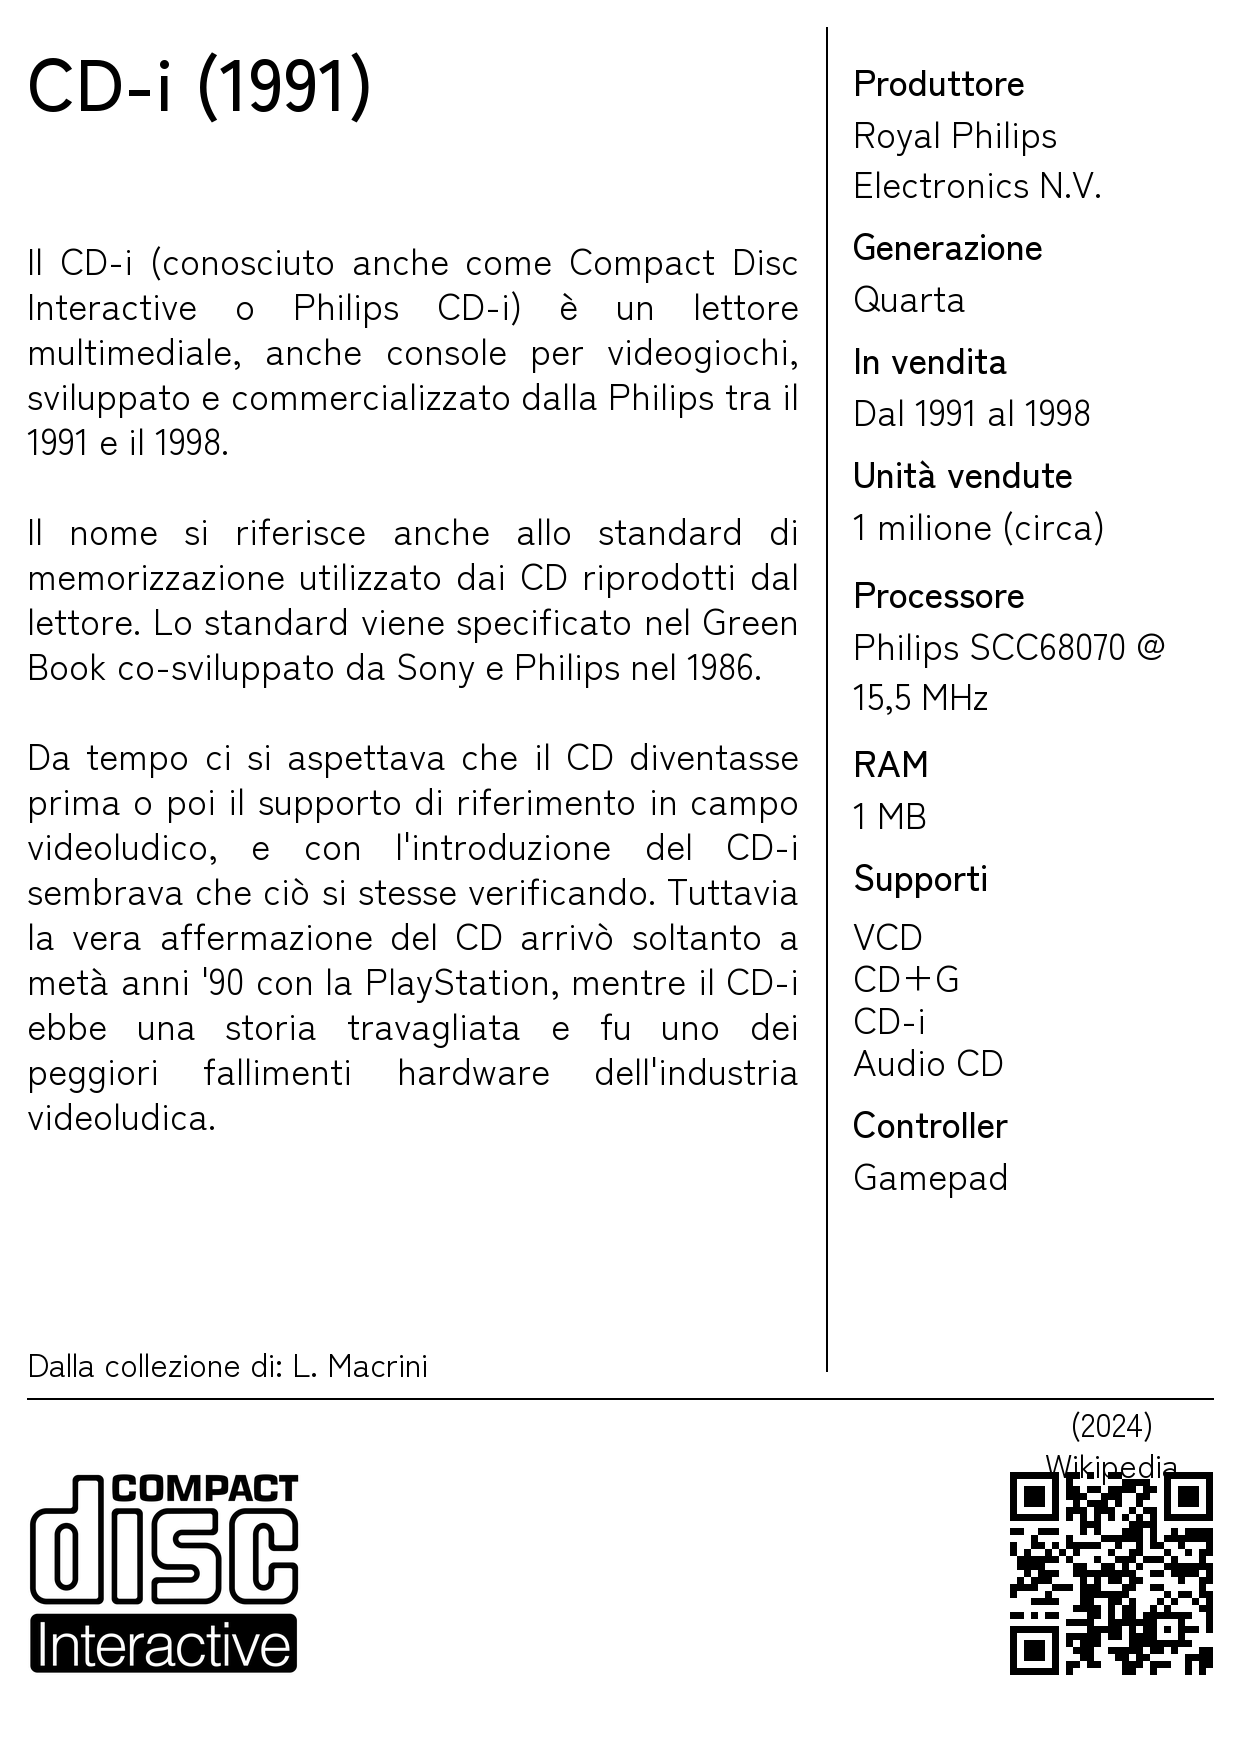 CD-i (1991)
Il CD-i (conosciuto anche come Compact Disc
Interactive o Philips CD-i) è un lettore
multimediale, anche console per videogiochi,
sviluppato e commercializzato dalla Philips tra il
1991 e il 1998.
Il nome si riferisce anche allo standard di
memorizzazione utilizzato dai CD riprodotti dal
lettore. Lo standard viene specificato nel Green
Book co-sviluppato da Sony e Philips nel 1986.
Da tempo ci si aspettava che il CD diventasse
prima o poi il supporto di riferimento in campo
videoludico, e con l'introduzione del CD-i
sembrava che ciò si stesse verificando. Tuttavia
la vera affermazione del CD arrivò soltanto a
metà anni '90 con la PlayStation, mentre il CD-i
ebbe una storia travagliata e fu uno dei
peggiori fallimenti hardware dell'industria
videoludica.
Dalla collezione di: L. Macrini
Produttore
Royal Philips
Electronics N.V.
Generazione
Quarta
In vendita
Dal 1991 al 1998
Unità vendute
1 milione (circa)
Processore
Philips SCC68070 @
15,5 MHz
RAM
1 MB
Supporti
VCD
CD+G
CD-i
Audio CD
Controller
Gamepad
COMPACT
disc
Interactive
(2024)
Wikipedia